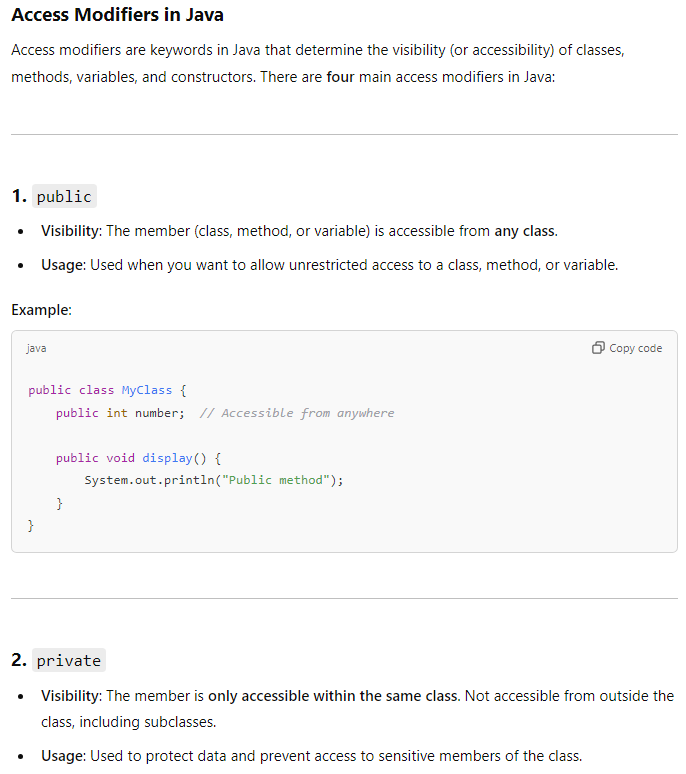 Access Modifiers in Java
Access modifiers are keywords in Java that determine the visibility (or accessibility) of classes,
methods, variables, and constructors. There are four main access modifiers in Java:
1. public
• Visibility: The member (class, method, or variable) is accessible from any class.
• Usage: Used when you want to allow unrestricted access to a class, method, or variable.
Example:
java Copy code
public class MyClass {
    public int number;  // Accessible from anywhere
    public void display() {
        System.out.println("Public method");
    }
}
2. private
• Visibility: The member is only accessible within the same class. Not accessible from outside the
class, including subclasses.
• Usage: Used to protect data and prevent access to sensitive members of the class.